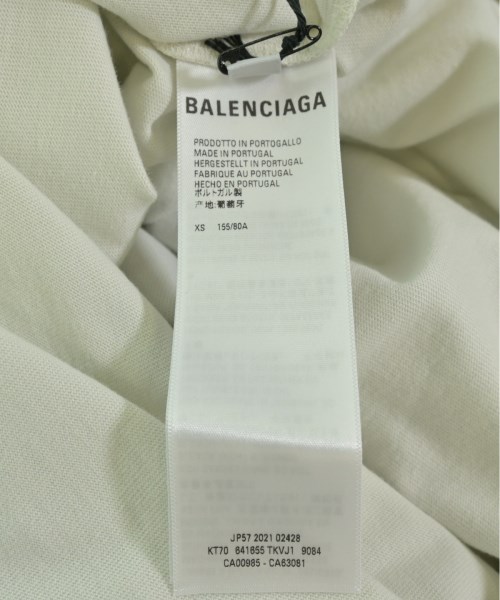 BALENCIAGA
PRODOTTO IN PORTOGALLO
MADE IN PORTUGAL
HERGESTELLT IN PORTUGAL
FABRIQUE AU PORTUGAL
HECHO EN PORTUGAL
ポルトガル製
产地:葡萄牙
XS 155/80A
JP57 2021 02428
KT70 641655 TKVJ1 9084
CA00985 - CA63081